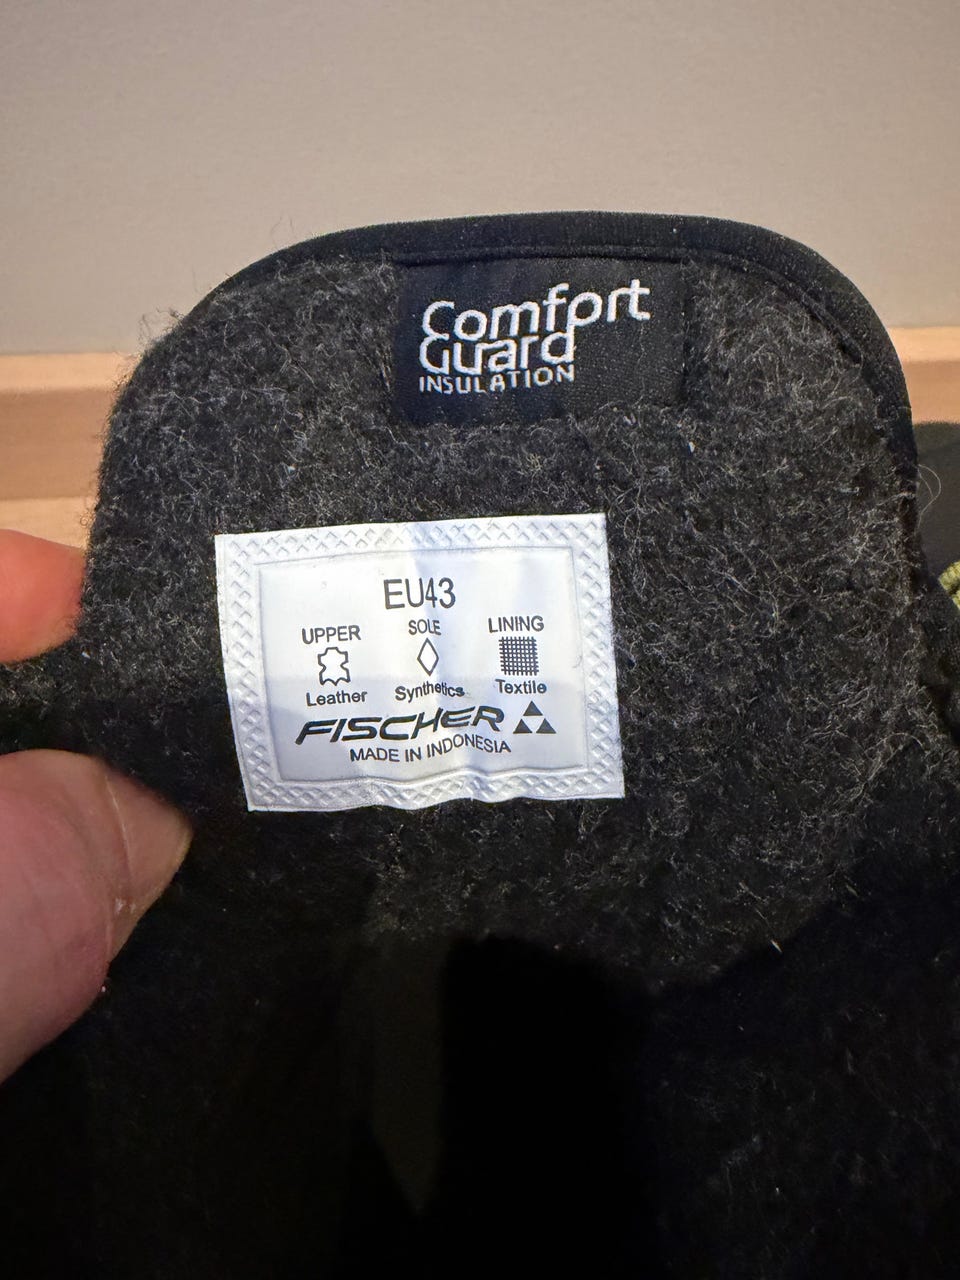 Comfort
Guard
INSULATION
EU43
UPPER SOLE LINING
Leather Synthetics Textile
FISCHER
MADE IN INDONESIA